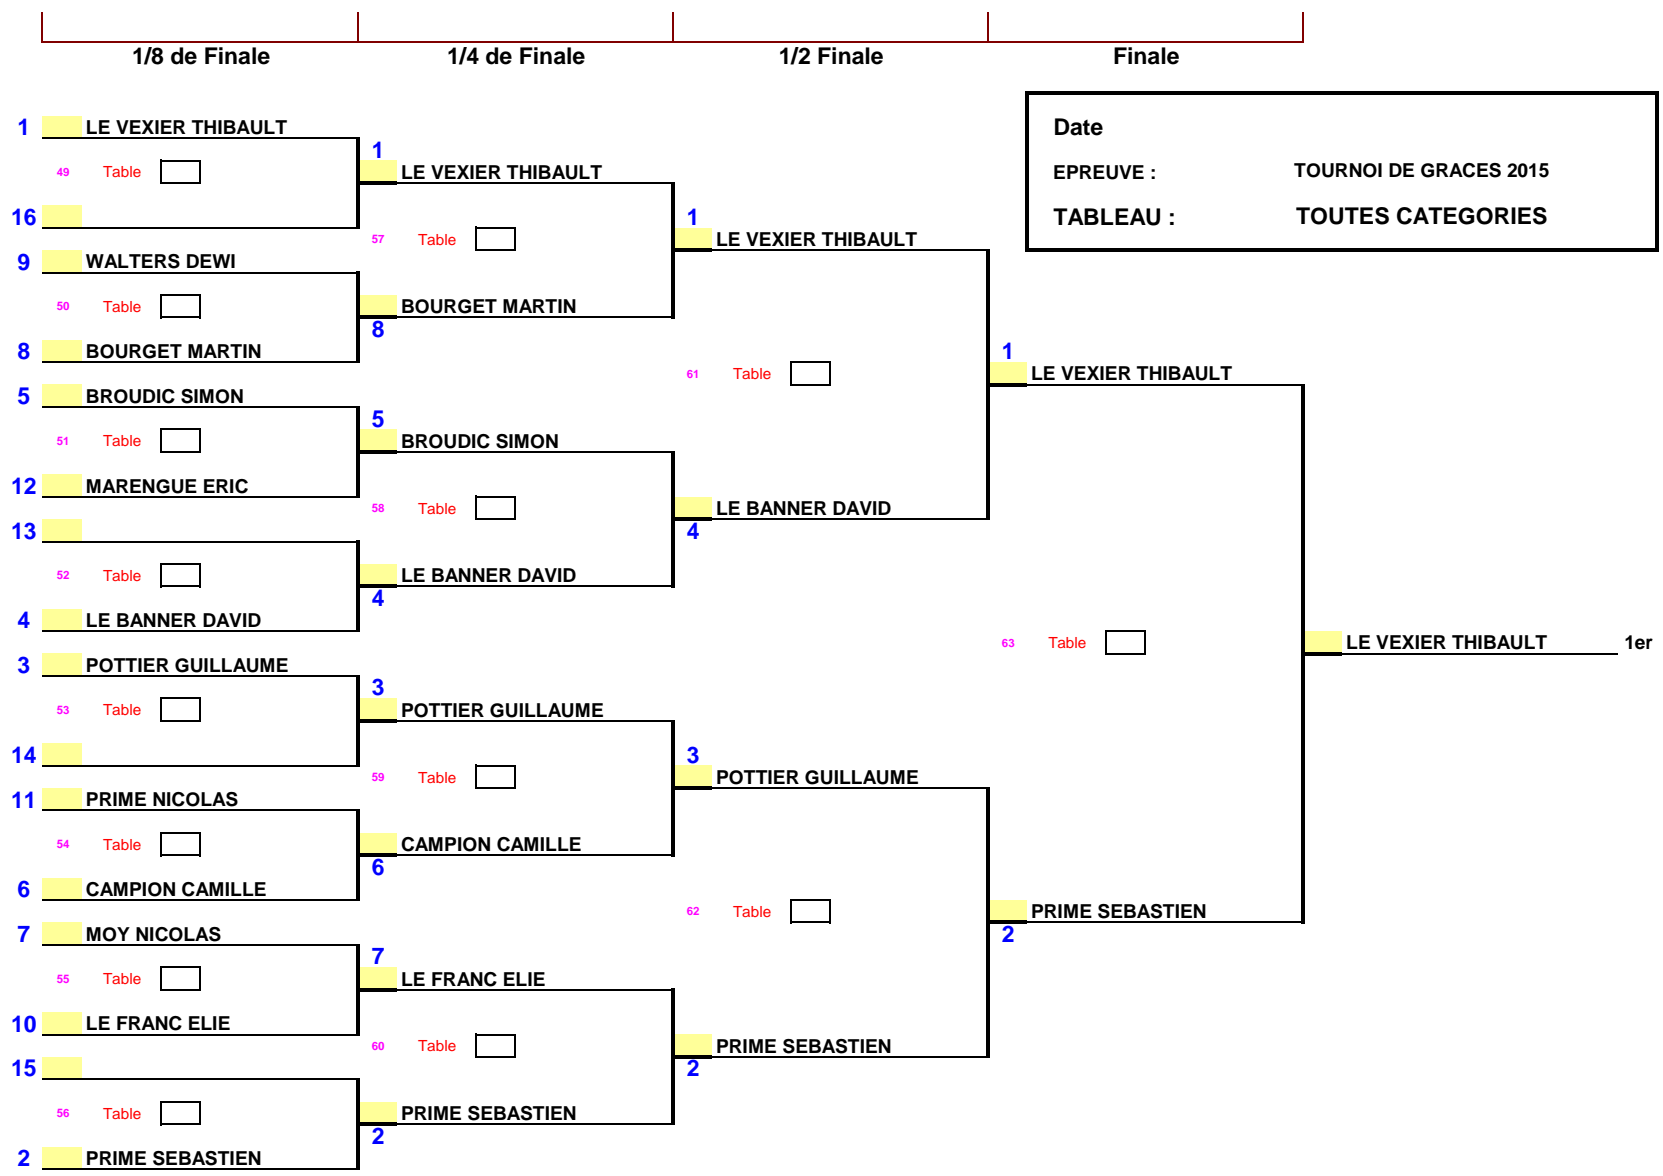 1/8 de Finale 1/4 de Finale 1/2 Finale Finale
Date
EPREUVE : TOURNOI DE GRACES 2015
TABLEAU : TOUTES CATEGORIES
1 LE VEXIER THIBAULT
49 Table
16
9 WALTERS DEWI
50 Table
8 BOURGET MARTIN
5 BROUDIC SIMON
51 Table
12 MARENGUE ERIC
13
52 Table
4 LE BANNER DAVID
3 POTTIER GUILLAUME
53 Table
14
11 PRIME NICOLAS
54 Table
6 CAMPION CAMILLE
7 MOY NICOLAS
55 Table
10 LE FRANC ELIE
15
56 Table
2 PRIME SEBASTIEN
1
LE VEXIER THIBAULT
57 Table
BOURGET MARTIN
8
5
BROUDIC SIMON
58 Table
LE BANNER DAVID
4
3
POTTIER GUILLAUME
59 Table
CAMPION CAMILLE
6
7
LE FRANC ELIE
60 Table
PRIME SEBASTIEN
2
1
LE VEXIER THIBAULT
61 Table
LE BANNER DAVID
4
3
POTTIER GUILLAUME
62 Table
PRIME SEBASTIEN
2
1
LE VEXIER THIBAULT
63 Table
PRIME SEBASTIEN
2
LE VEXIER THIBAULT 1er